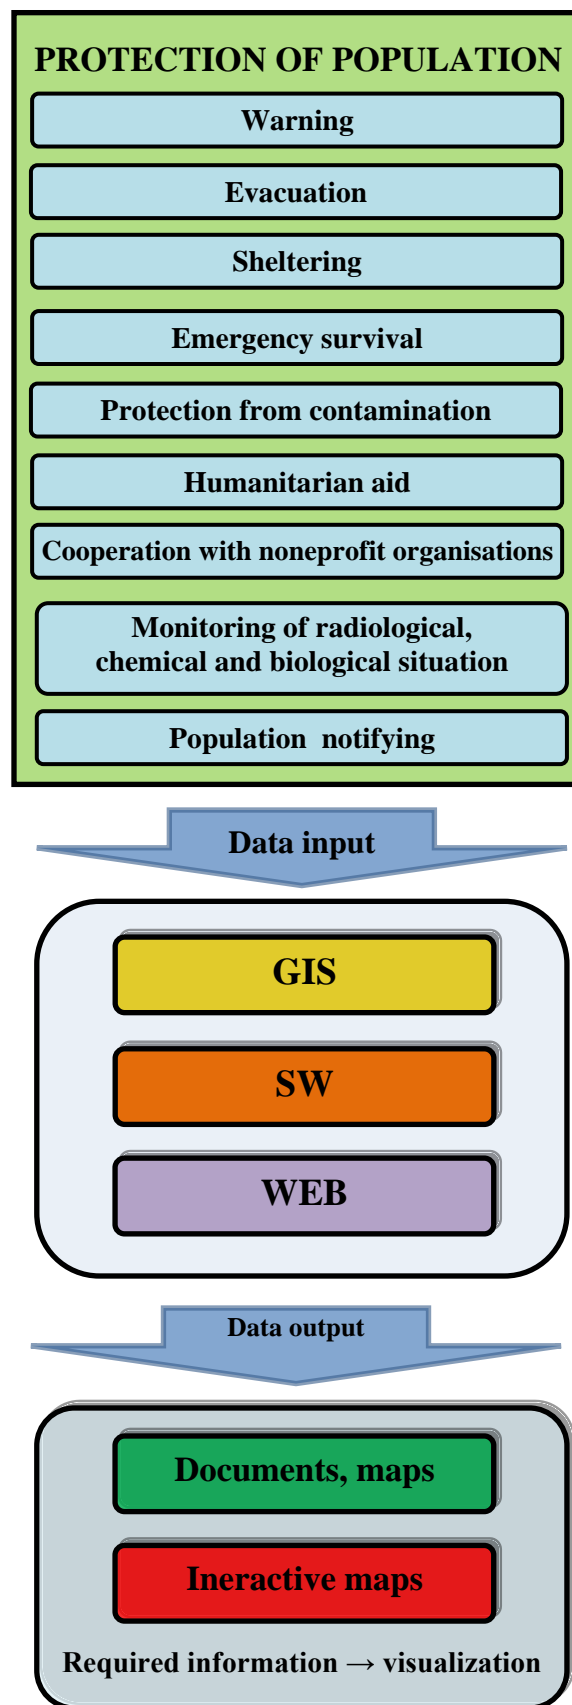 PROTECTION OF POPULATION
Warning
Evacuation
Sheltering
Emergency survival
Protection from contamination
Humanitarian aid
Cooperation with noneprofit organisations
Monitoring of radiological,
chemical and biological situation
Population notifying
Data input
GIS
SW
WEB
Data output
Documents, maps
Ineractive maps
Required information → visualization